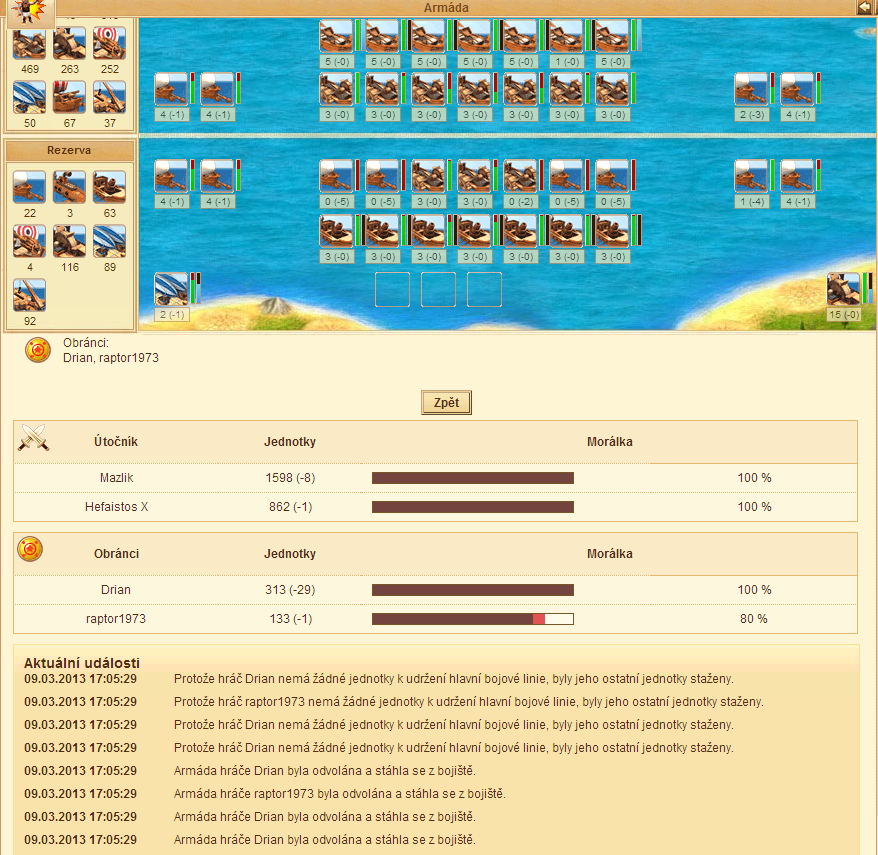 Armáda
5 (-0) 5 (-0) 5 (-0) 5 (-0) 5 (-0) 1 (-0) 5 (-0)
469 263 252
4 (-1) 4 (-1) 3 (-0) 3 (-0) 3 (-0) 3 (-0) 3 (-0) 3 (-0) 3 (-0) 2 (-3) 4 (-1)
50 67 37
Rezerva
4 (-1) 4 (-1) 0 (-5) 0 (-5) 3 (-0) 3 (-0) 0 (-2) 0 (-5) 0 (-5) 1 (-4) 4 (-1)
22 3 63
3 (-0) 3 (-0) 3 (-0) 3 (-0) 3 (-0) 3 (-0) 3 (-0)
4 116 89
2 (-1) 15 (-0)
92
Obránci:
Drian, raptor1973
Zpět
Útočník Jednotky Morálka
Mazlik 1598 (-8) 100 %
Hefaistos X 862 (-1) 100 %
Obránci Jednotky Morálka
Drian 313 (-29) 100 %
raptor1973 133 (-1) 80 %
Aktuální události
09.03.2013 17:05:29 Protože hráč Drian nemá žádné jednotky k udržení hlavní bojové linie, byly jeho ostatní jednotky staženy.
09.03.2013 17:05:29 Protože hráč raptor1973 nemá žádné jednotky k udržení hlavní bojové linie, byly jeho ostatní jednotky staženy.
09.03.2013 17:05:29 Protože hráč Drian nemá žádné jednotky k udržení hlavní bojové linie, byly jeho ostatní jednotky staženy.
09.03.2013 17:05:29 Protože hráč Drian nemá žádné jednotky k udržení hlavní bojové linie, byly jeho ostatní jednotky staženy.
09.03.2013 17:05:29 Armáda hráče Drian byla odvolána a stáhla se z bojiště.
09.03.2013 17:05:29 Armáda hráče raptor1973 byla odvolána a stáhla se z bojiště.
09.03.2013 17:05:29 Armáda hráče Drian byla odvolána a stáhla se z bojiště.
09.03.2013 17:05:29 Armáda hráče Drian byla odvolána a stáhla se z bojiště.